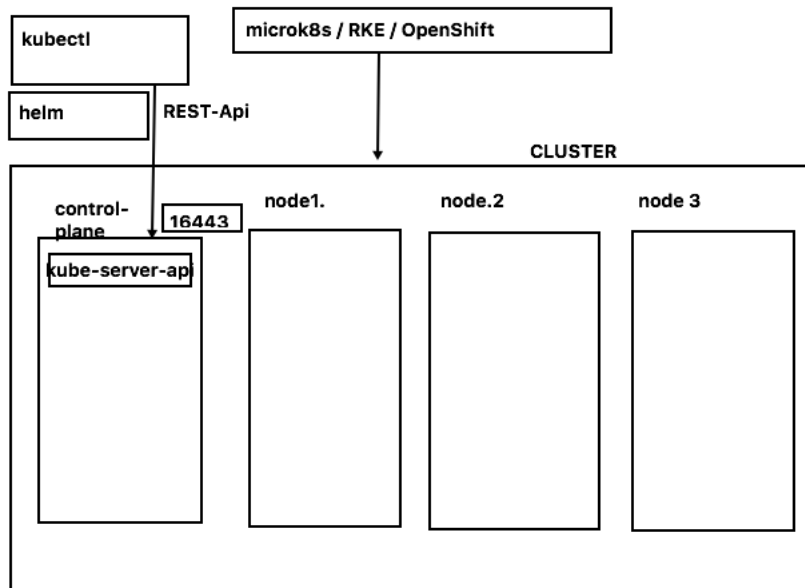 kubectl
microk8s / RKE / OpenShift
helm
REST-Api
CLUSTER
control-
plane
16443
node1.
node.2
node 3
kube-server-api